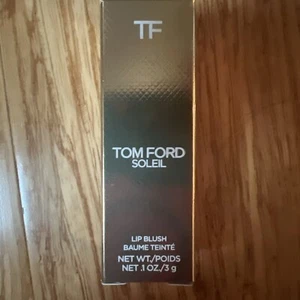 TF
TOM FORD
SOLEIL
LIP BLUSH
BAUME TEINTÉ
NET WT./POIDS
NET .1 OZ./3 g